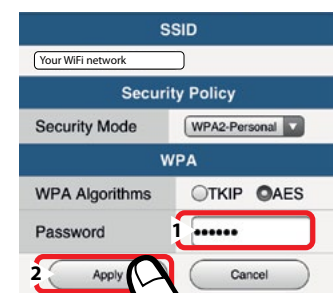 SSID
Your WiFi network
Security Policy
Security Mode WPA2-Personal
WPA
WPA Algorithms TKIP AES
Password 1 ••••••
2 Apply Cancel